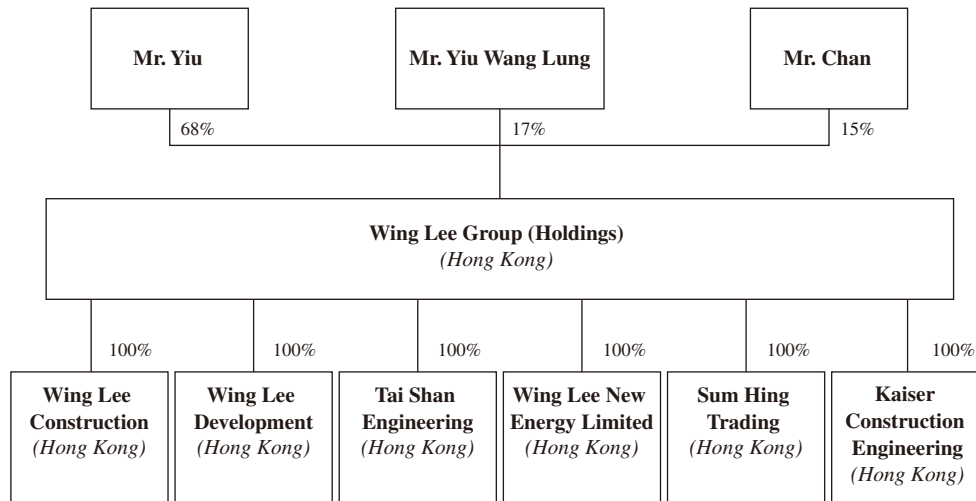 Mr. Yiu
Mr. Yiu Wang Lung
Mr. Chan
68%
17%
15%
Wing Lee Group (Holdings)
(Hong Kong)
100%
100%
100%
100%
100%
100%
Wing Lee
Construction
(Hong Kong)
Wing Lee
Development
(Hong Kong)
Tai Shan
Engineering
(Hong Kong)
Wing Lee New
Energy Limited
(Hong Kong)
Sum Hing
Trading
(Hong Kong)
Kaiser
Construction
Engineering
(Hong Kong)